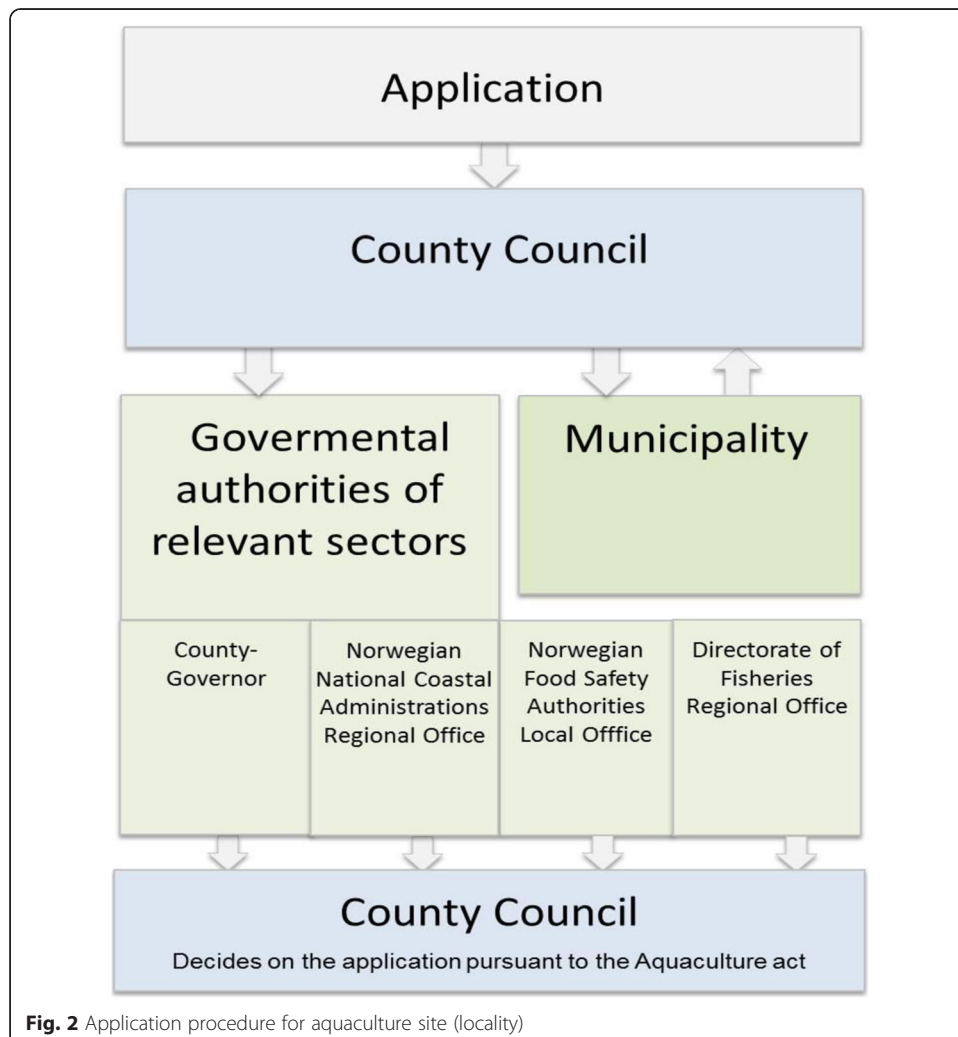 Application
County Council
Govermental
authorities of
relevant sectors
Municipality
County-
Governor
Norwegian
National Coastal
Administrations
Regional Office
Norwegian
Food Safety
Authorities
Local Offfice
Directorate of
Fisheries
Regional Office
County Council
Decides on the application pursuant to the Aquaculture act
Fig. 2 Application procedure for aquaculture site (locality)